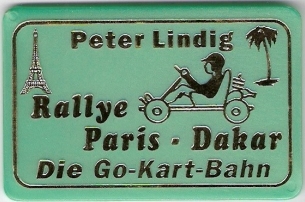 Peter Lindig
Rallye
Paris - Dakar
Die Go-Kart-Bahn